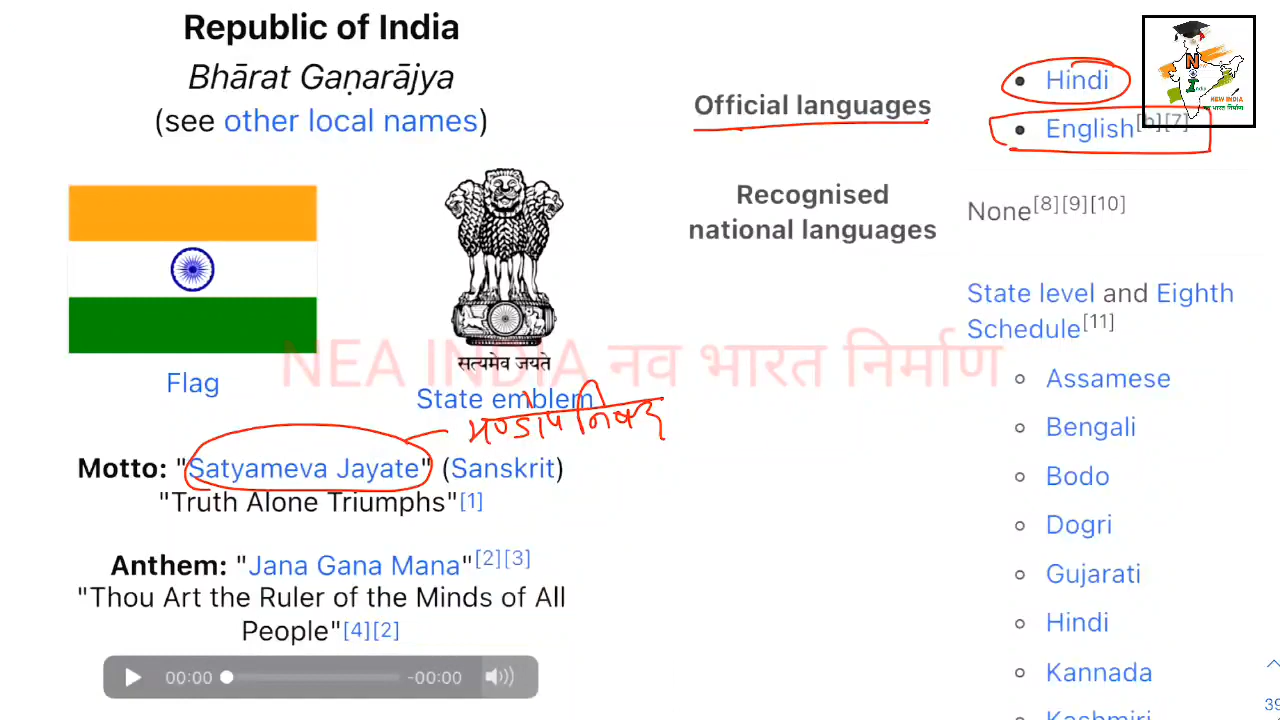 Republic of India
Bhārat Gaṇarājya
(see other local names)
Flag
सत्यमेव जयते
State emblem
Motto: "Satyameva Jayate" (Sanskrit)
"Truth Alone Triumphs"[1]
Anthem: "Jana Gana Mana"[2][3]
"Thou Art the Ruler of the Minds of All
People"[4][2]
00:00 -00:00
Official languages
Hindi
English[b][7]
Recognised
national languages
None[8][9][10]
State level and Eighth
Schedule[11]
Assamese
Bengali
Bodo
Dogri
Gujarati
Hindi
Kannada
Kashmiri
NEA INDIA नव भारत निर्माण
NEW INDIA
नव भारत निर्माण
39